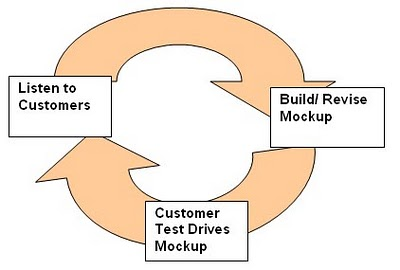 Listen to
Customers
Build/ Revise
Mockup
Customer
Test Drives
Mockup